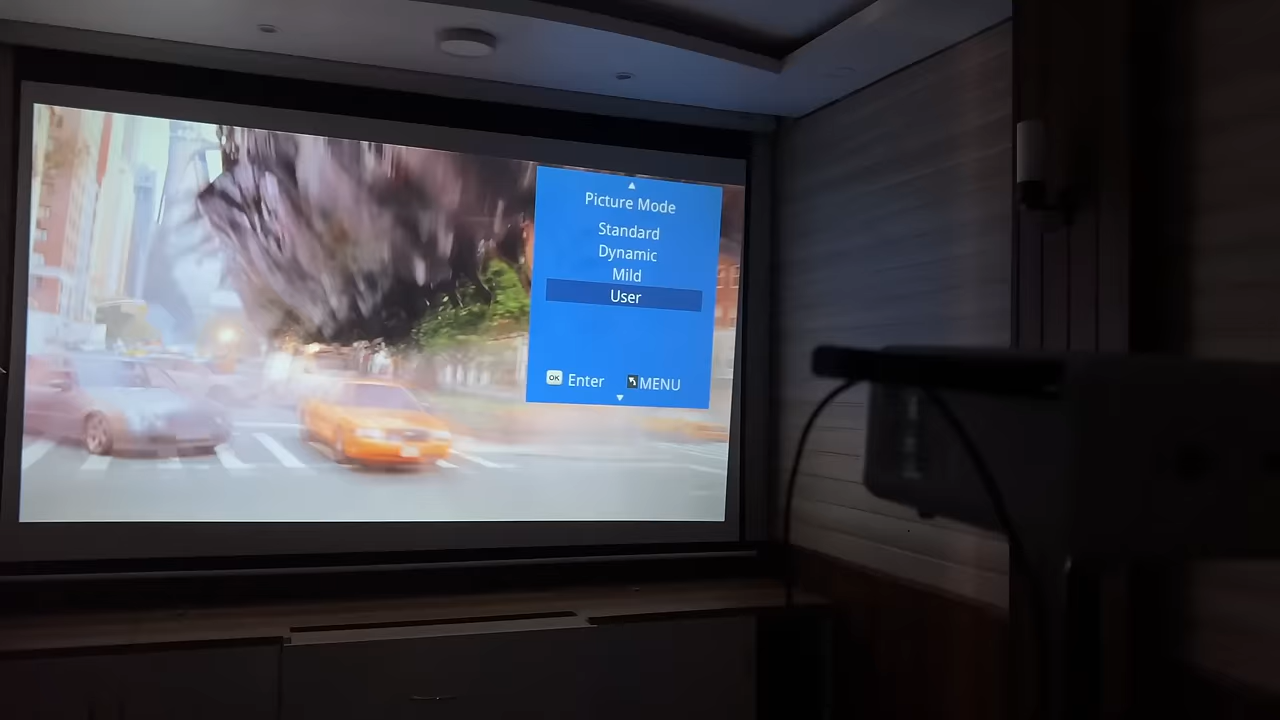 Picture Mode
Standard
Dynamic
Mild
User
OK Enter MENU